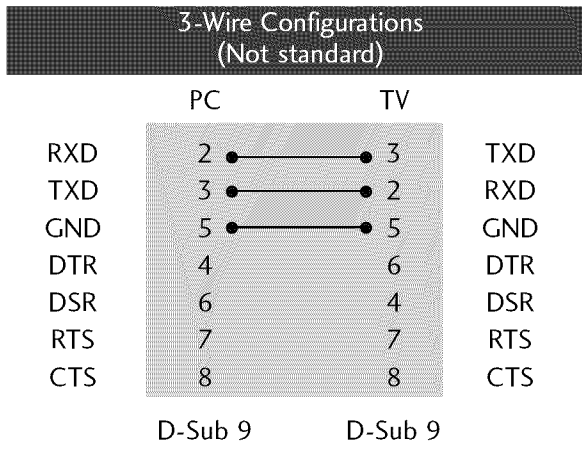 3-Wire Configurations
(Not standard)
PC TV
RXD 2 3 TXD
TXD 3 2 RXD
GND 5 5 GND
DTR 4 6 DTR
DSR 6 4 DSR
RTS 7 7 RTS
CTS 8 8 CTS
D-Sub 9 D-Sub 9